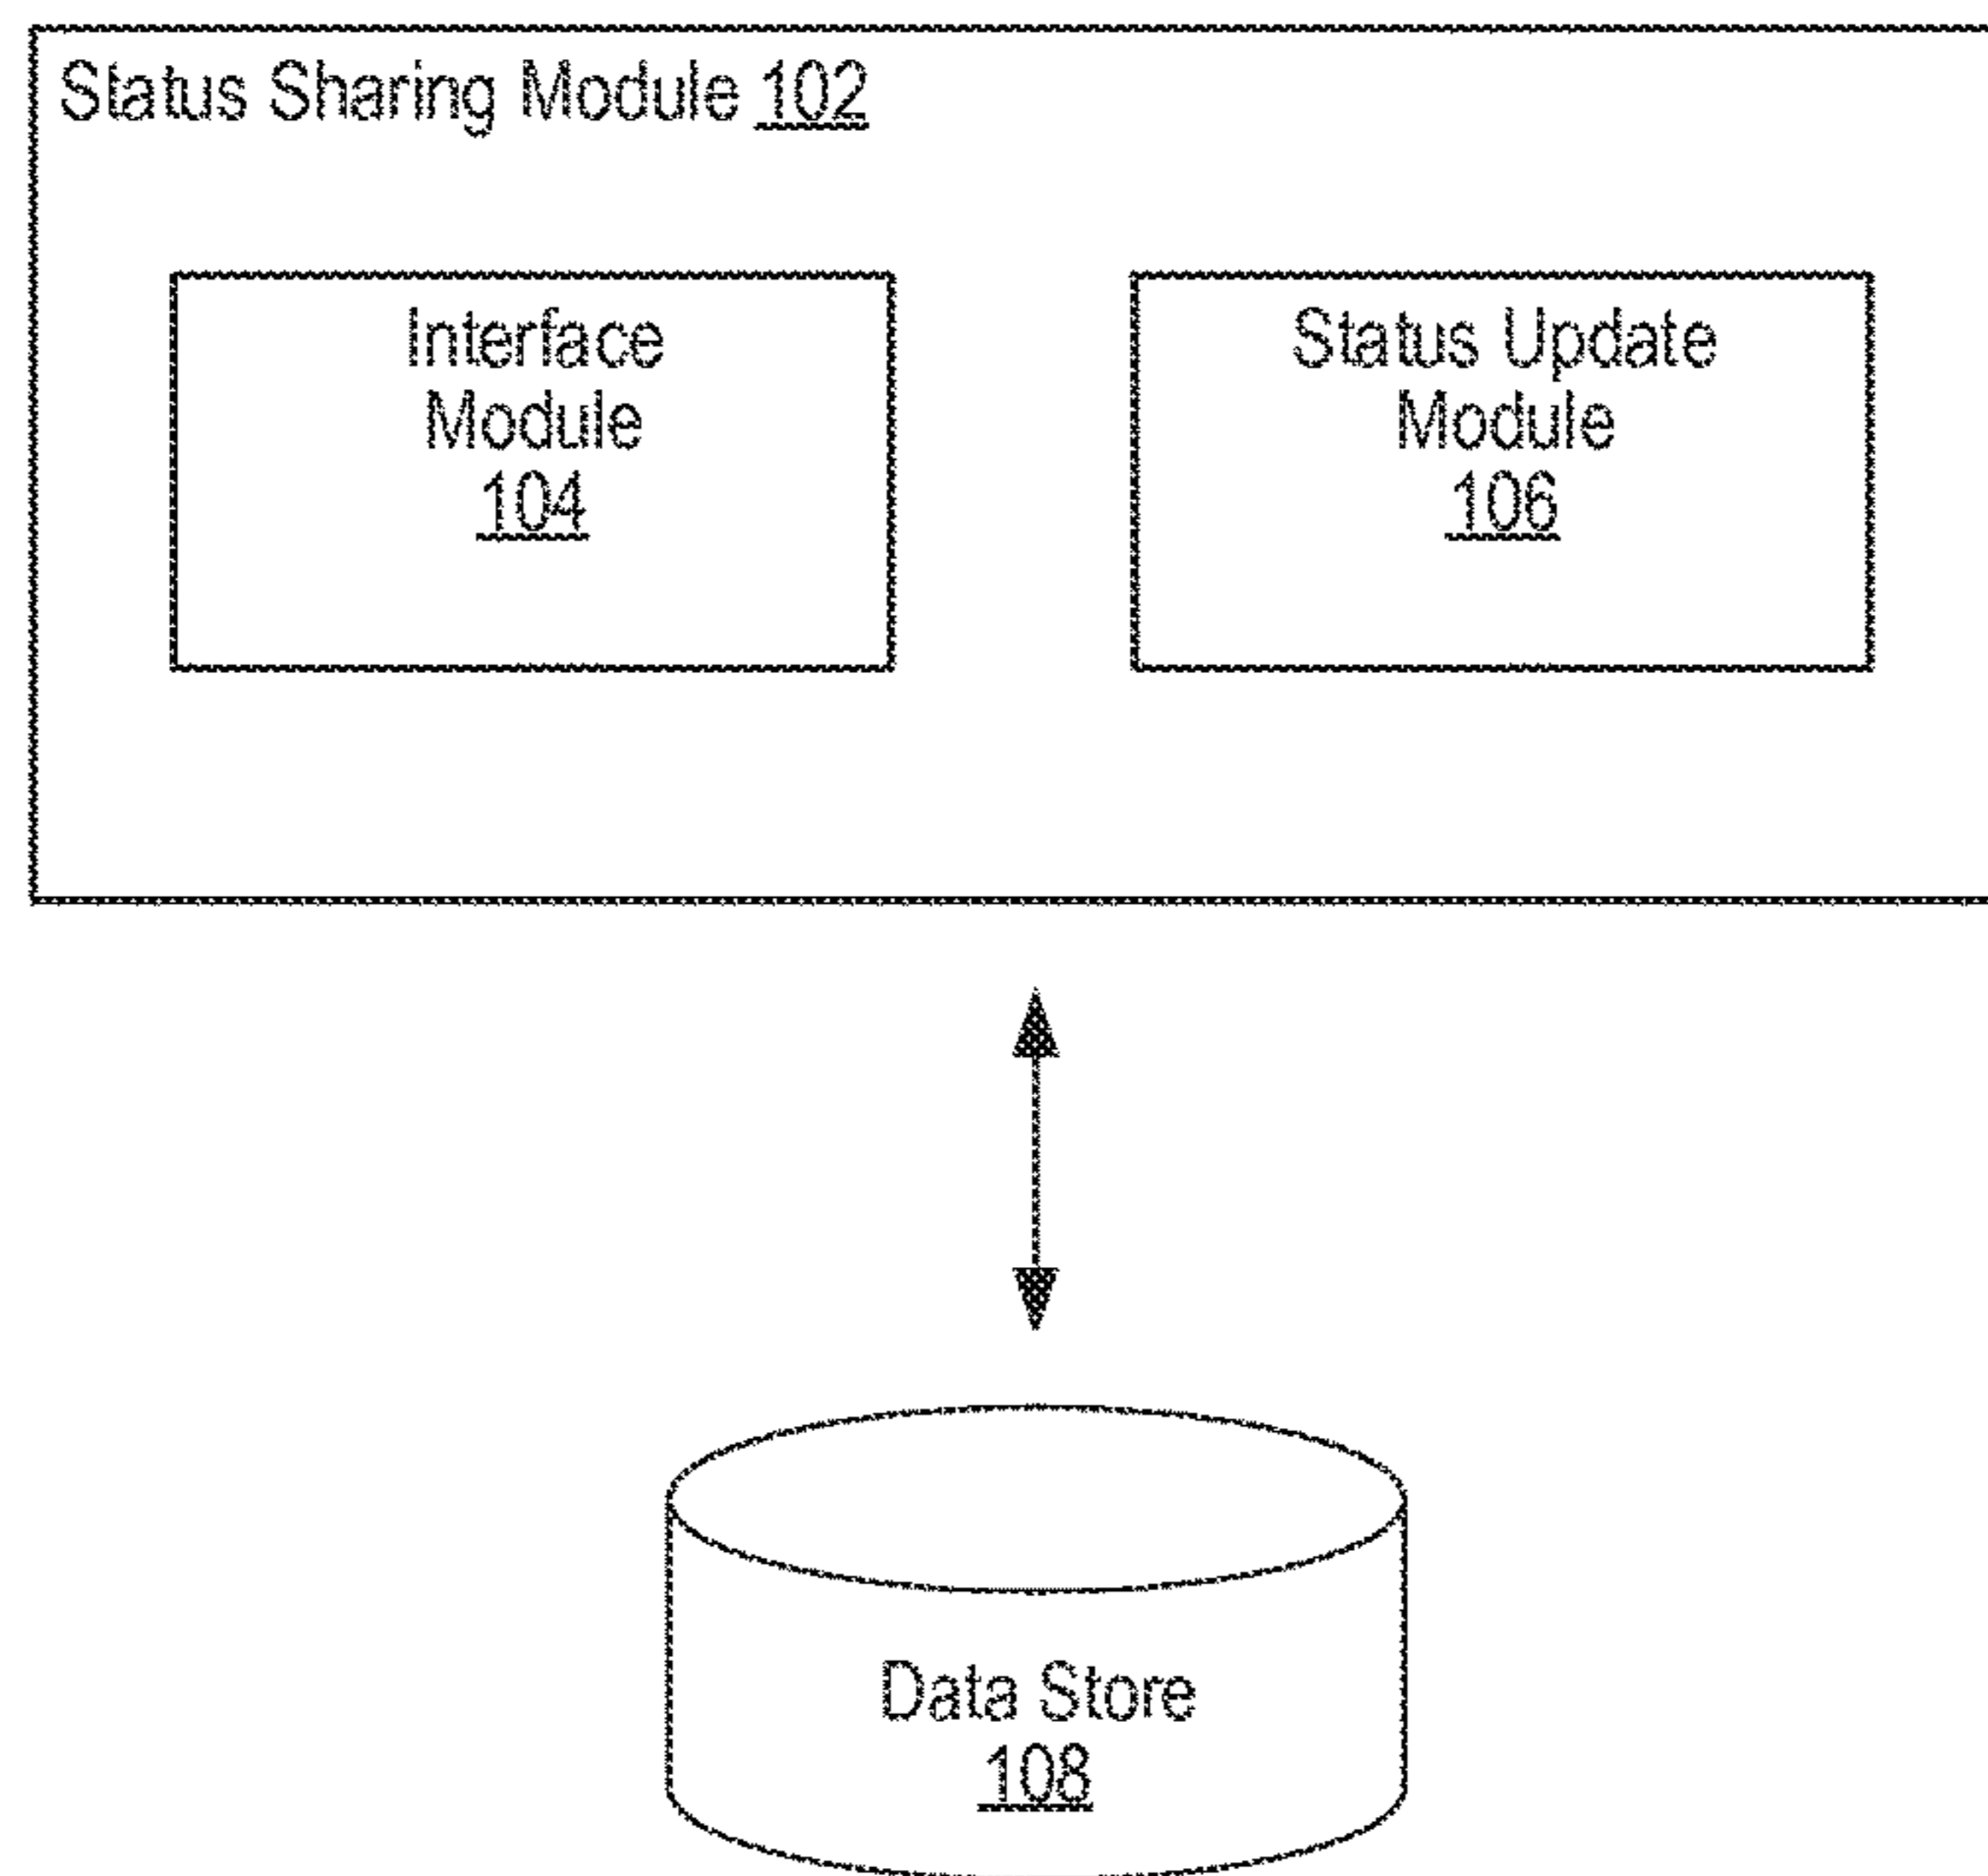 Status Sharing Module 102
Interface
Module
104
Status Update
Module
106
Data Store
108